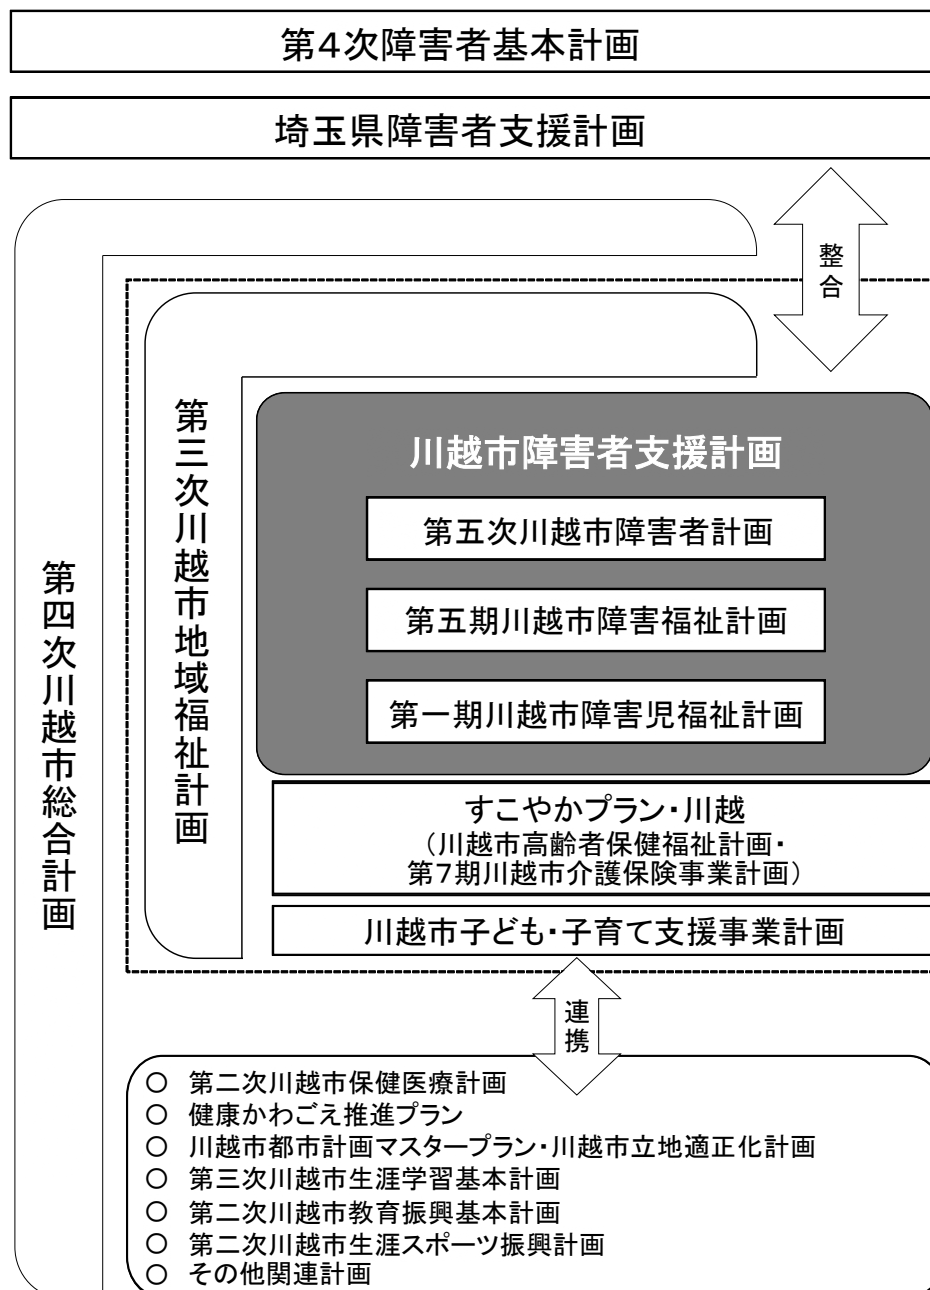 第4次障害者基本計画
埼玉県障害者支援計画
整合
第四次川越市総合計画
第三次川越市地域福祉計画
川越市障害者支援計画
第五次川越市障害者計画
第五期川越市障害福祉計画
第一期川越市障害児福祉計画
すこやかプラン・川越
（川越市高齢者保健福祉計画・
第7期川越市介護保険事業計画）
川越市子ども・子育て支援事業計画
連携
○ 第二次川越市保健医療計画
○ 健康かわごえ推進プラン
○ 川越市都市計画マスタープラン・川越市立地適正化計画
○ 第三次川越市生涯学習基本計画
○ 第二次川越市教育振興基本計画
○ 第二次川越市生涯スポーツ振興計画
○ その他関連計画